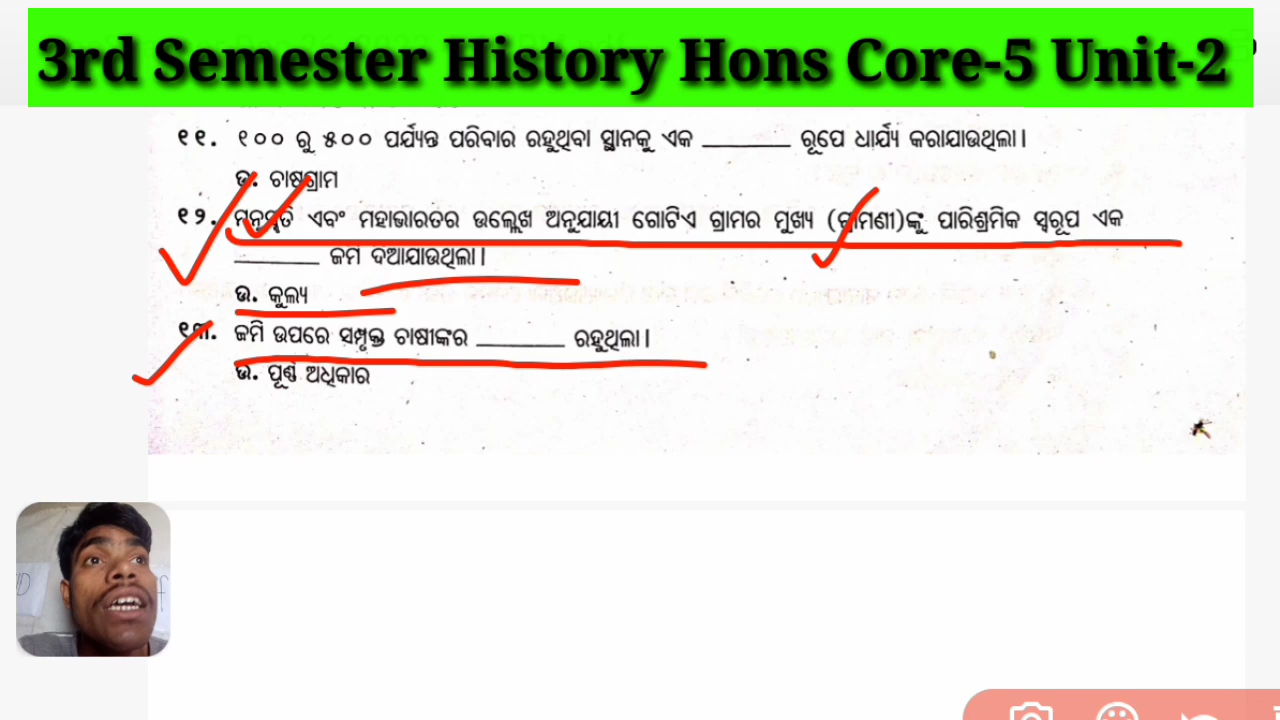 3rd Semester History Hons Core-5 Unit-2
୧୧. ୧୦୦ ରୁ ୫୦୦ ପର୍ଯ୍ୟନ୍ତ ପରିବାର ରହୁଥିବା ସ୍ଥାନକୁ ଏକ ________ ରୂପେ ଧାର୍ଯ୍ୟ କରାଯାଉଥିଲା।
ଉ. ଚାଷଗ୍ରାମ
୧୨. ମନୁସ୍ମୃତି ଏବଂ ମହାଭାରତର ଉଲ୍ଲେଖ ଅନୁଯାୟୀ ଗୋଟିଏ ଗ୍ରାମର ମୁଖ୍ୟ (ଗ୍ରାମଣୀ)ଙ୍କୁ ପାରିଶ୍ରମିକ ସ୍ୱରୂପ ଏକ
________ ଜମି ଦିଆଯାଉଥିଲା।
ଉ. କୁଲ୍ୟ
୧୩. ଜମି ଉପରେ ସମ୍ପୃକ୍ତ ଚାଷୀଙ୍କର ________ ରହୁଥିଲା।
ଉ. ପୂର୍ଣ୍ଣ ଅଧିକାର